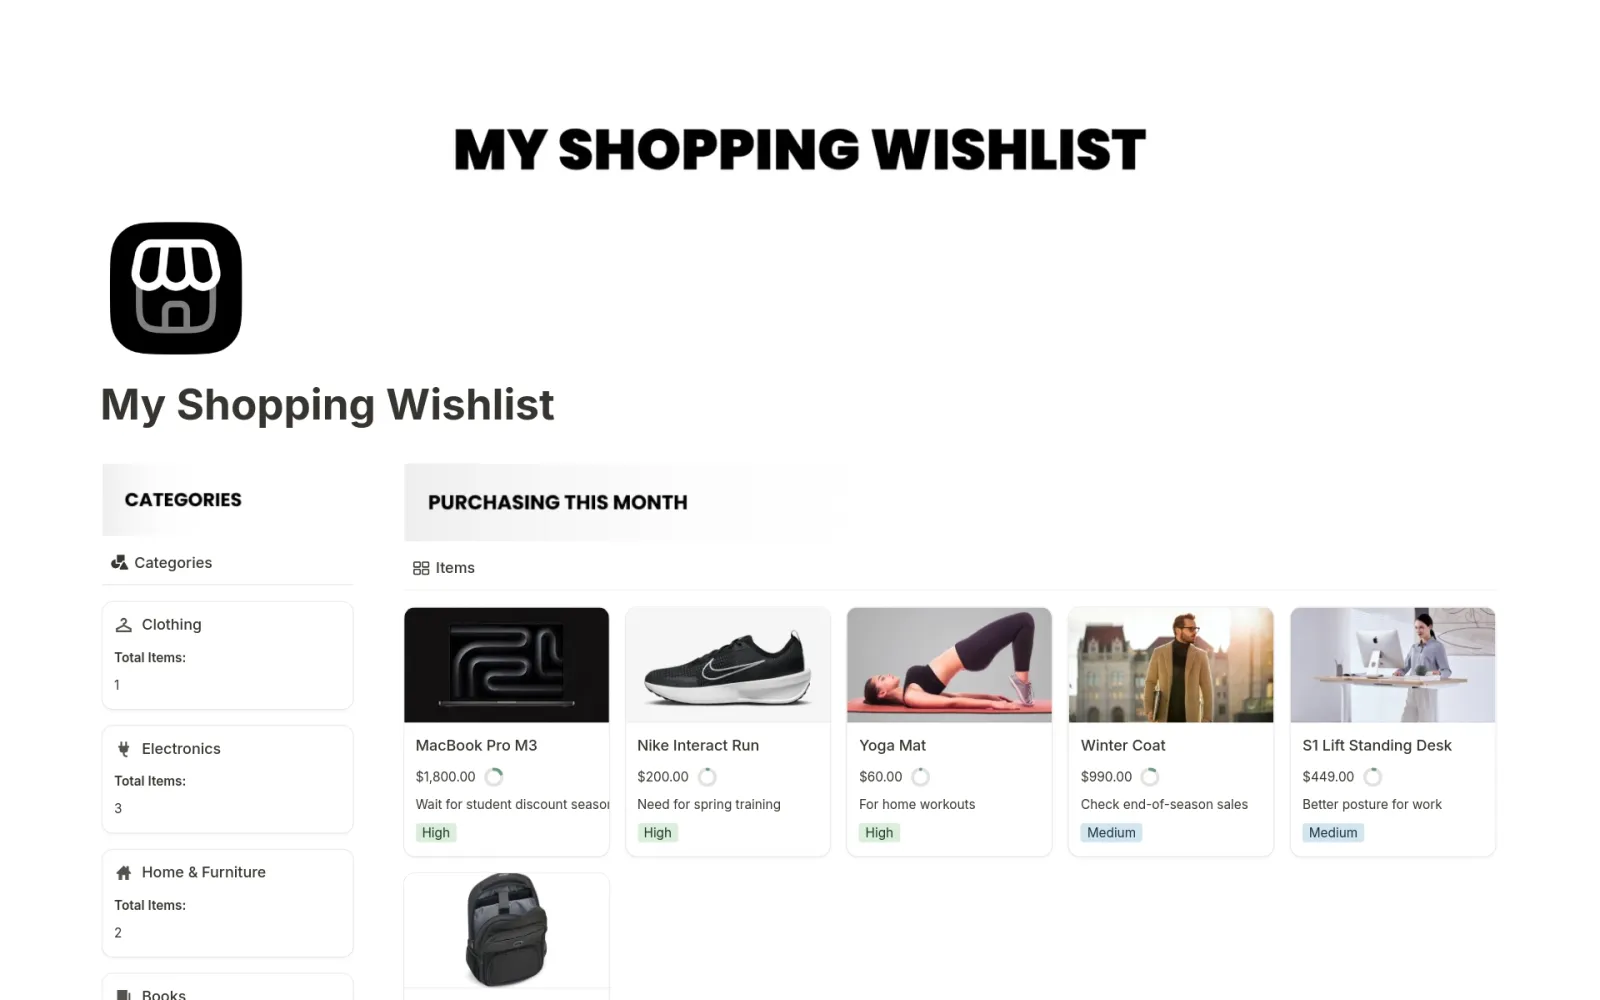 MY SHOPPING WISHLIST
My Shopping Wishlist
CATEGORIES
Categories
Clothing
Total Items:
1
Electronics
Total Items:
3
Home & Furniture
Total Items:
2
Books
PURCHASING THIS MONTH
Items
MacBook Pro M3
$1,800.00
Wait for student discount season
High
Nike Interact Run
$200.00
Need for spring training
High
Yoga Mat
$60.00
For home workouts
High
Winter Coat
$990.00
Check end-of-season sales
Medium
S1 Lift Standing Desk
$449.00
Better posture for work
Medium